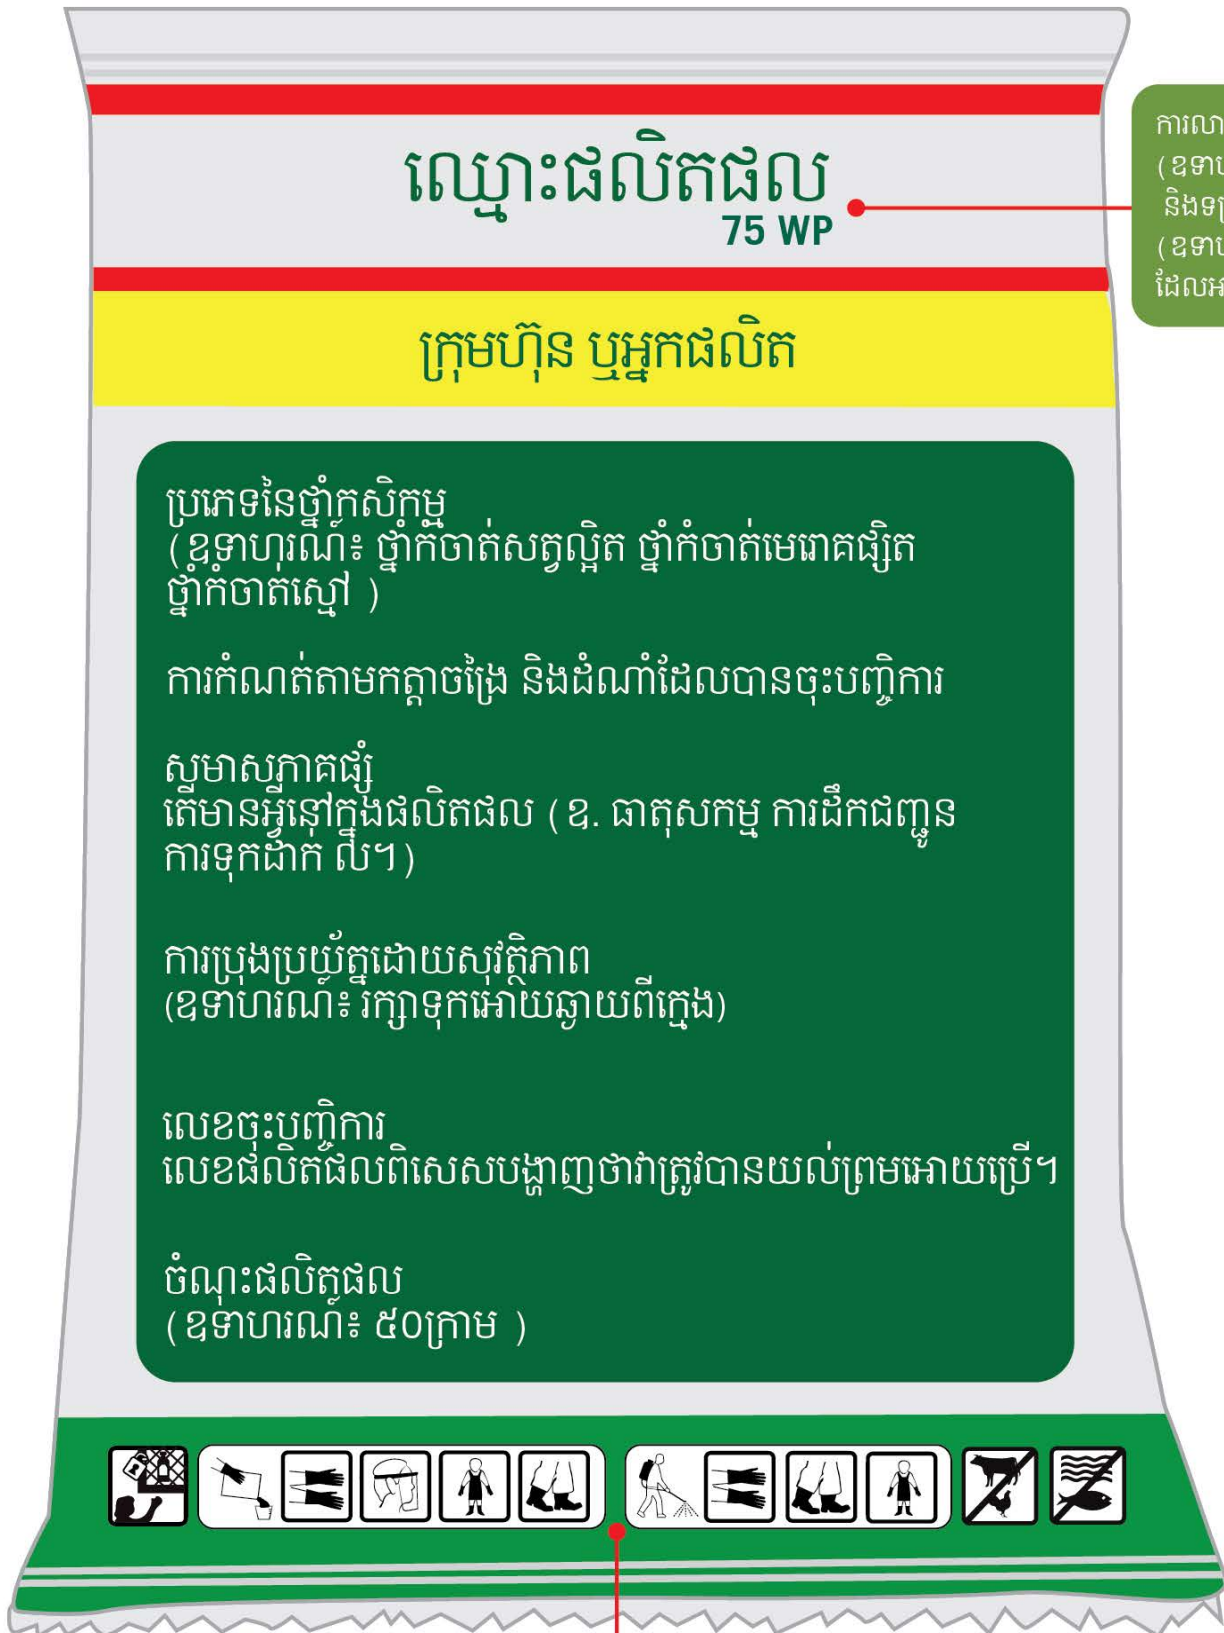 ឈ្មោះផលិតផល
75 WP
ក្រុមហ៊ុន ឬអ្នកផលិត
ប្រភេទនៃថ្នាំកសិកម្ម
(ឧទាហរណ៍៖ ថ្នាំកំចាត់សត្វល្អិត ថ្នាំកំចាត់មេរោគផ្សិត
ថ្នាំកំចាត់ស្មៅ )
ការកំណត់តាមកត្តាចង្រៃ និងដំណាំដែលបានចុះបញ្ជិការ
សមាសភាគផ្សំ
តើមានអ្វីនៅក្នុងផលិតផល (ឧ. ធាតុសកម្ម ការដឹកជញ្ជូន
ការទុកដាក់ ល។)
ការប្រុងប្រយ័ត្នដោយសុវត្ថិភាព
(ឧទាហរណ៍៖ រក្សាទុកអោយឆ្ងាយពីក្មេង)
លេខចុះបញ្ចិការ
លេខផលិតផលពិសេសបង្ហាញថាវាត្រូវបានយល់ព្រមអោយប្រើ។
ចំណុះផលិតផល
(ឧទាហរណ៍៖ ៥០ក្រាម )